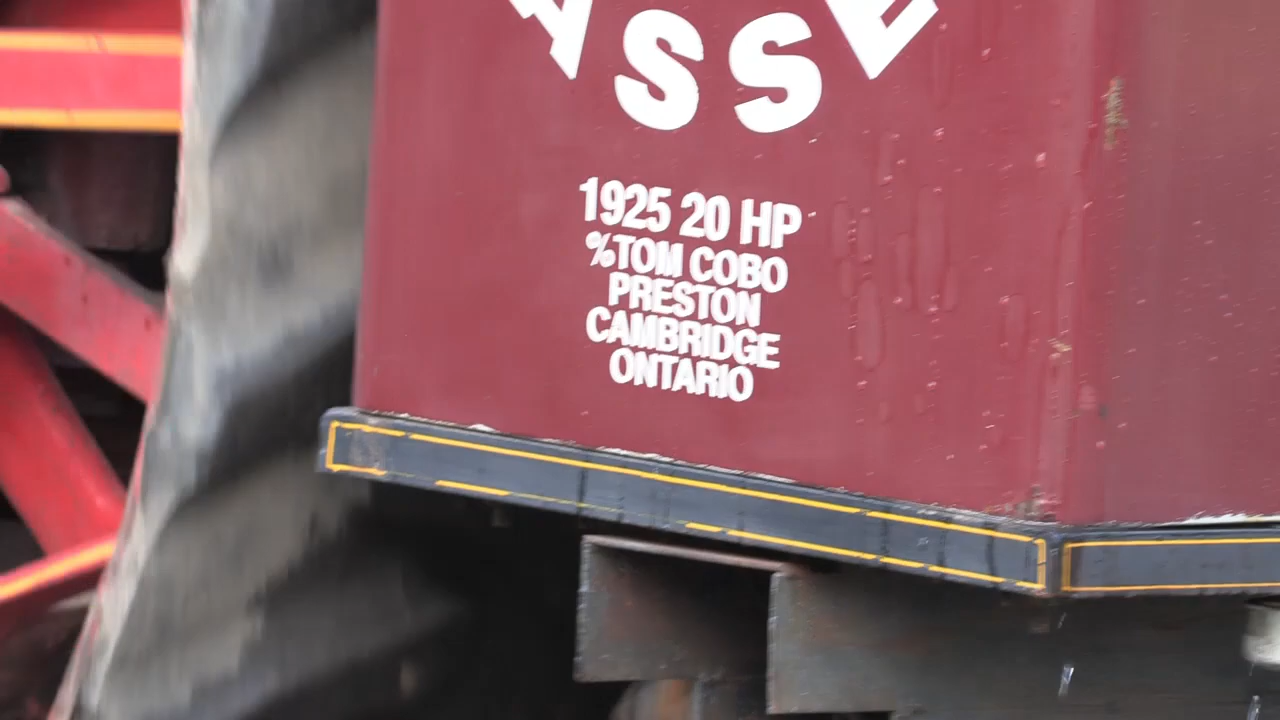 ASSE
1925 20 HP
%TOM COBO
PRESTON
CAMBRIDGE
ONTARIO